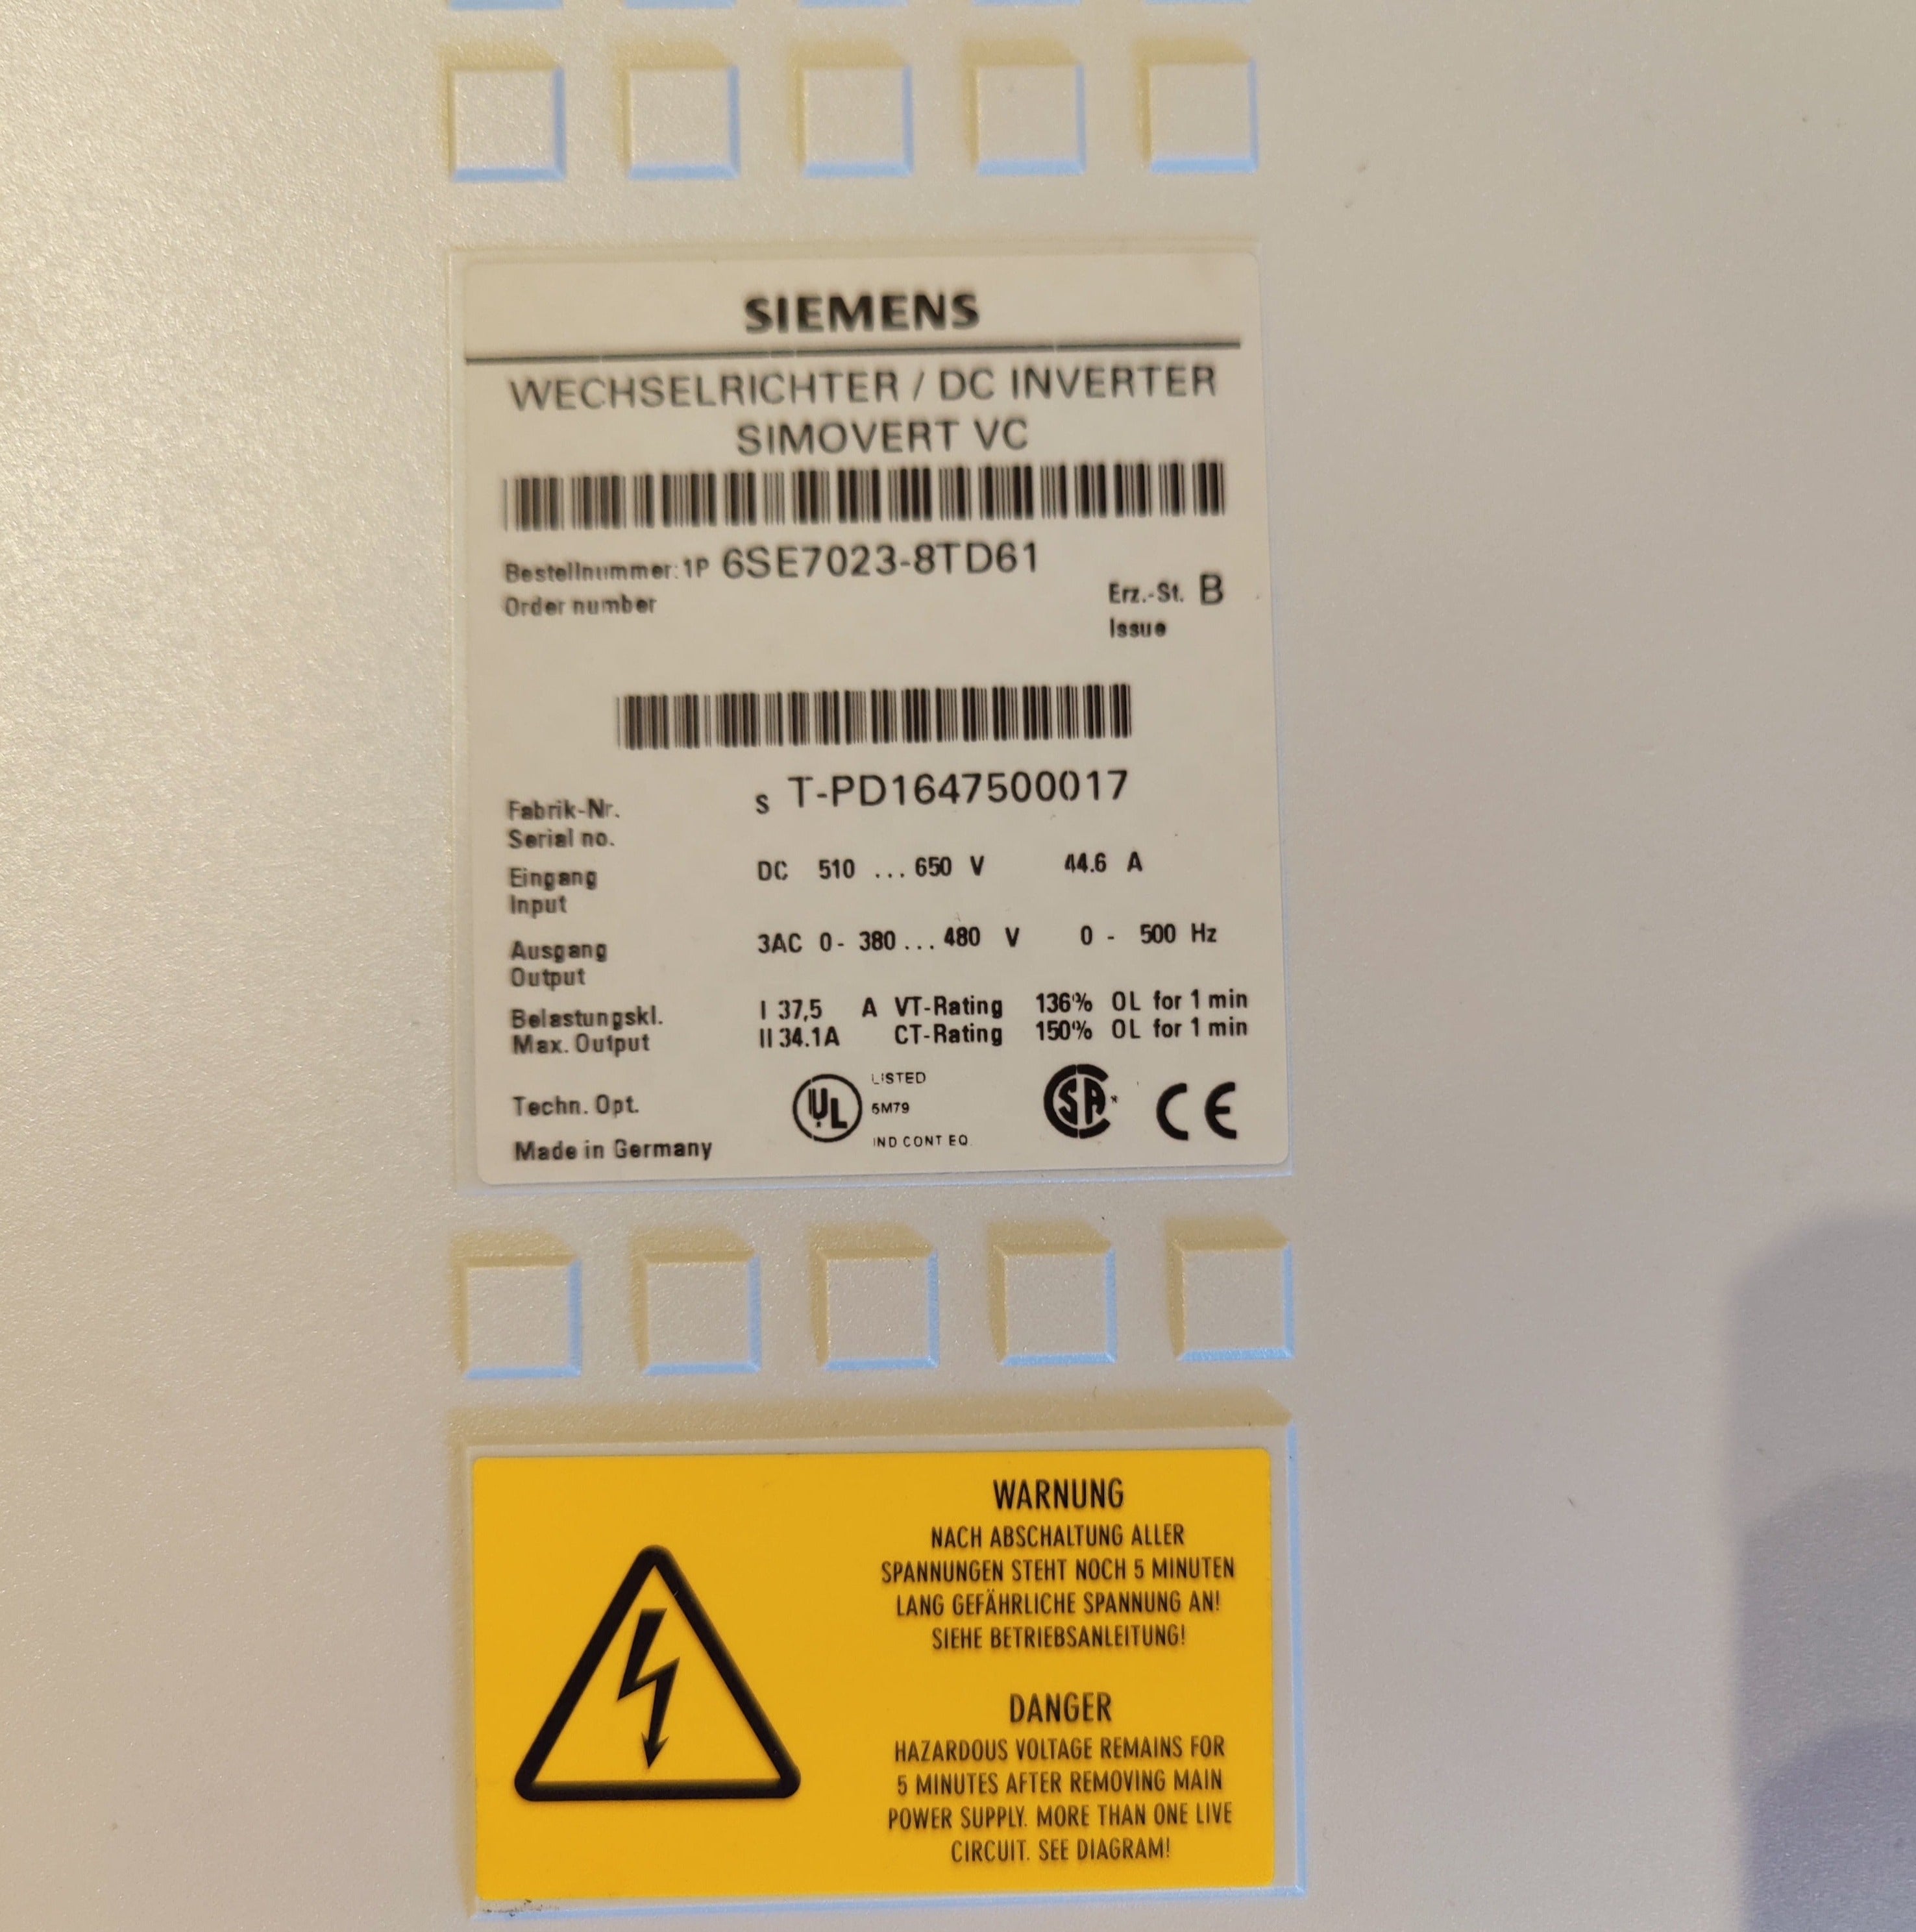 SIEMENS
WECHSELRICHTER / DC INVERTER
SIMOVERT VC
Bestellnummer: 1P 6SE7023-8TD61
Order number
Erz.-St. B
Issue
Fabrik-Nr. S T-PD1647500017
Serial no.
Eingang DC 510 ... 650 V 44.6 A
Input
Ausgang 3AC 0 - 380 ... 480 V 0 - 500 Hz
Output
Belastungskl. I 37,5 A VT-Rating 136% OL for 1 min
Max. Output II 34.1A CT-Rating 150% OL for 1 min
Techn. Opt.
UL LISTED
5M79
IND CONT EQ.
SA CE
Made in Germany
WARNUNG
NACH ABSCHALTUNG ALLER
SPANNUNGEN STEHT NOCH 5 MINUTEN
LANG GEFÄHRLICHE SPANNUNG AN!
SIEHE BETRIEBSANLEITUNG!
DANGER
HAZARDOUS VOLTAGE REMAINS FOR
5 MINUTES AFTER REMOVING MAIN
POWER SUPPLY. MORE THAN ONE LIVE
CIRCUIT. SEE DIAGRAM!